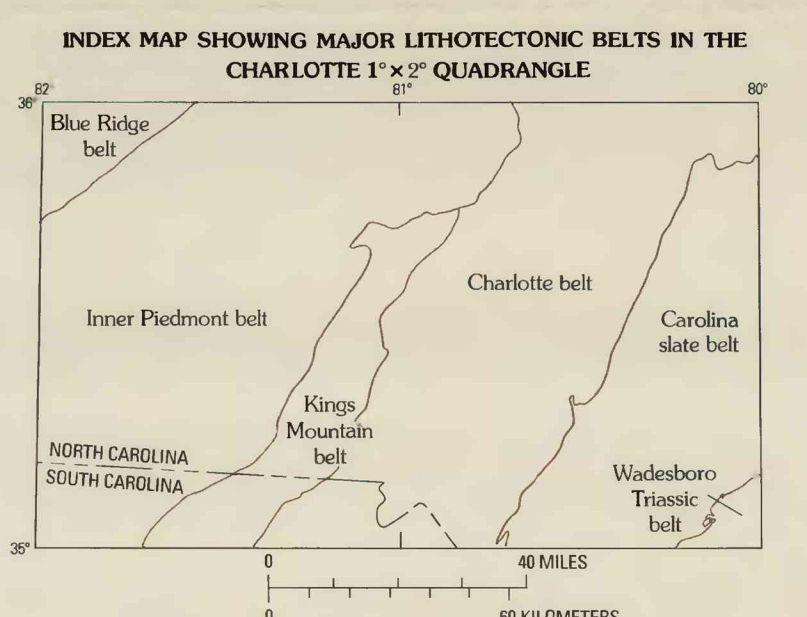 INDEX MAP SHOWING MAJOR LITHOTECTONIC BELTS IN THE
CHARLOTTE 1° × 2° QUADRANGLE
82°
81°
80°
36°
Blue Ridge
belt
Charlotte belt
Inner Piedmont belt
Carolina
slate belt
Kings
Mountain
belt
NORTH CAROLINA
SOUTH CAROLINA
Wadesboro
Triassic
belt
35°
0
40 MILES
0
60 KILOMETERS